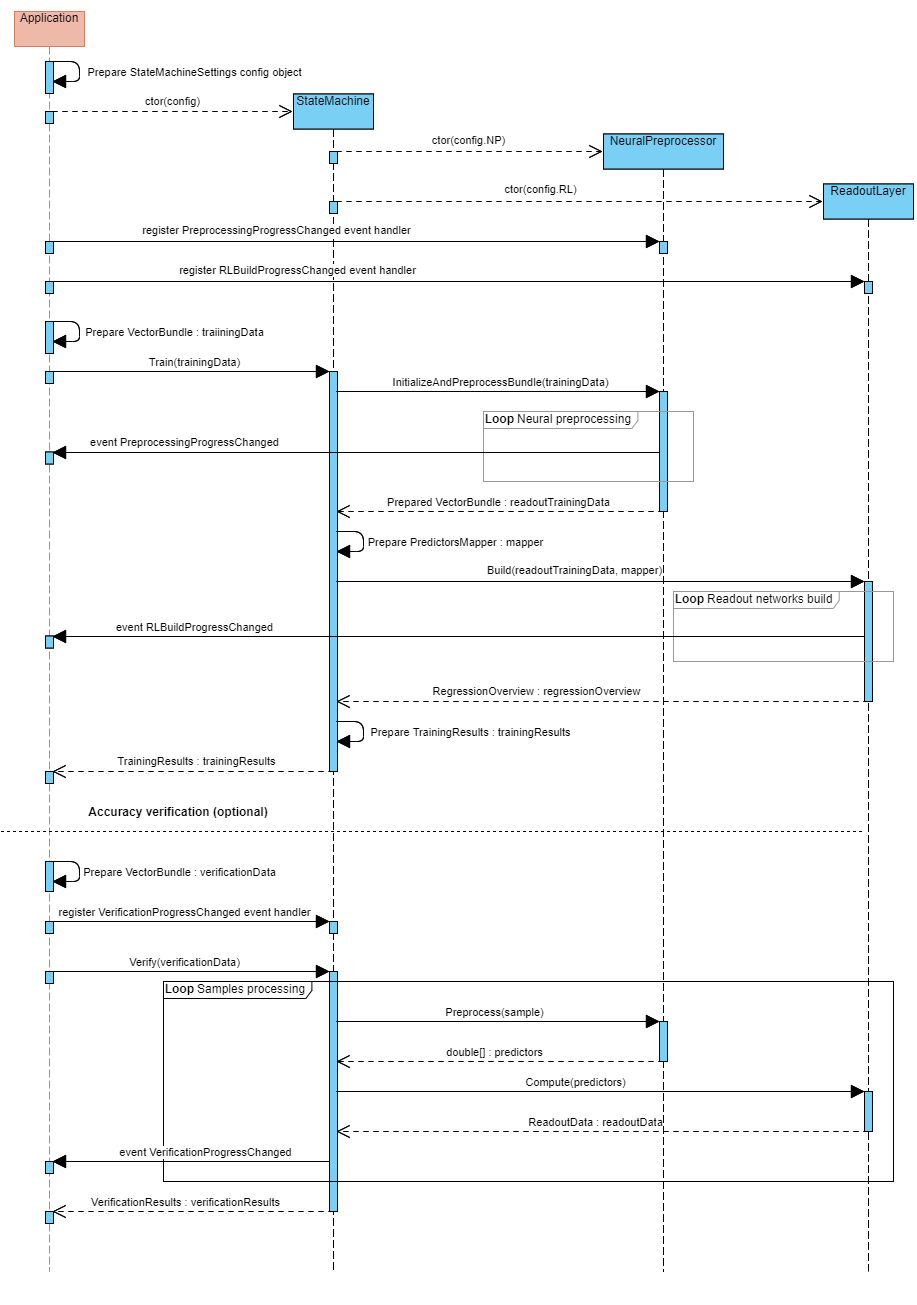 Application
Prepare StateMachineSettings config object
ctor(config)
StateMachine
ctor(config.NP)
NeuralPreprocessor
ctor(config.RL)
ReadoutLayer
register PreprocessingProgressChanged event handler
register RLBuildProgressChanged event handler
Prepare VectorBundle : traiiningData
Train(trainingData)
InitializeAndPreprocessBundle(trainingData)
Loop Neural preprocessing
event PreprocessingProgressChanged
Prepared VectorBundle : readoutTrainingData
Prepare PredictorsMapper : mapper
Build(readoutTrainingData, mapper)
Loop Readout networks build
event RLBuildProgressChanged
RegressionOverview : regressionOverview
Prepare TrainingResults : trainingResults
TrainingResults : trainingResults
Accuracy verification (optional)
Prepare VectorBundle : verificationData
register VerificationProgressChanged event handler
Verify(verificationData)
Loop Samples processing
Preprocess(sample)
double[] : predictors
Compute(predictors)
ReadoutData : readoutData
event VerificationProgressChanged
VerificationResults : verificationResults